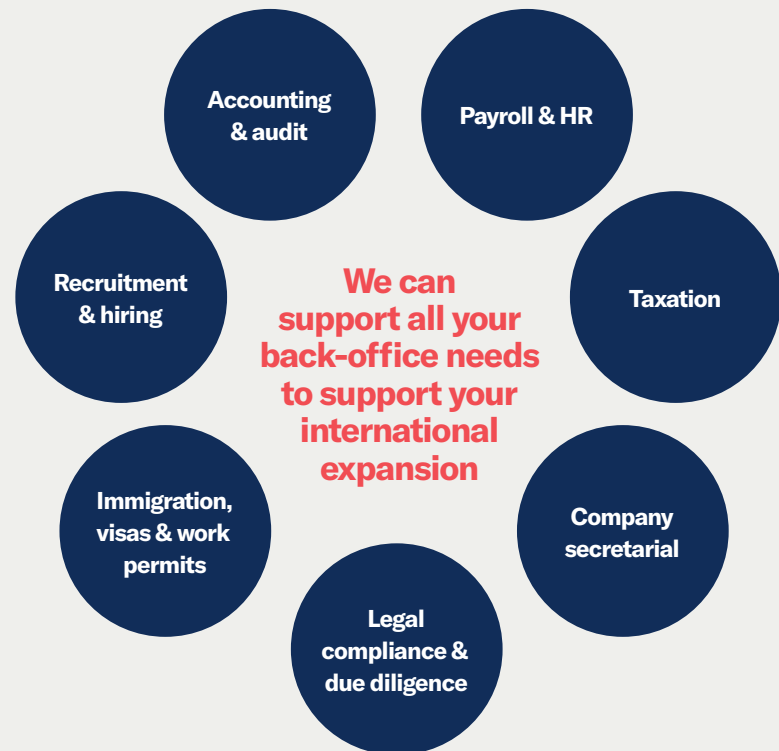 Accounting
& audit
Payroll & HR
Recruitment
& hiring
We can
support all your
back-office needs
to support your
international
expansion
Taxation
Immigration,
visas & work
permits
Company
secretarial
Legal
compliance &
due diligence